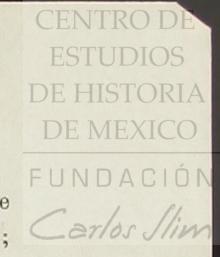 CENTRO DE
ESTUDIOS
DE HISTORIA
DE MEXICO
FUNDACIÓN
Carlos Slim
e
;